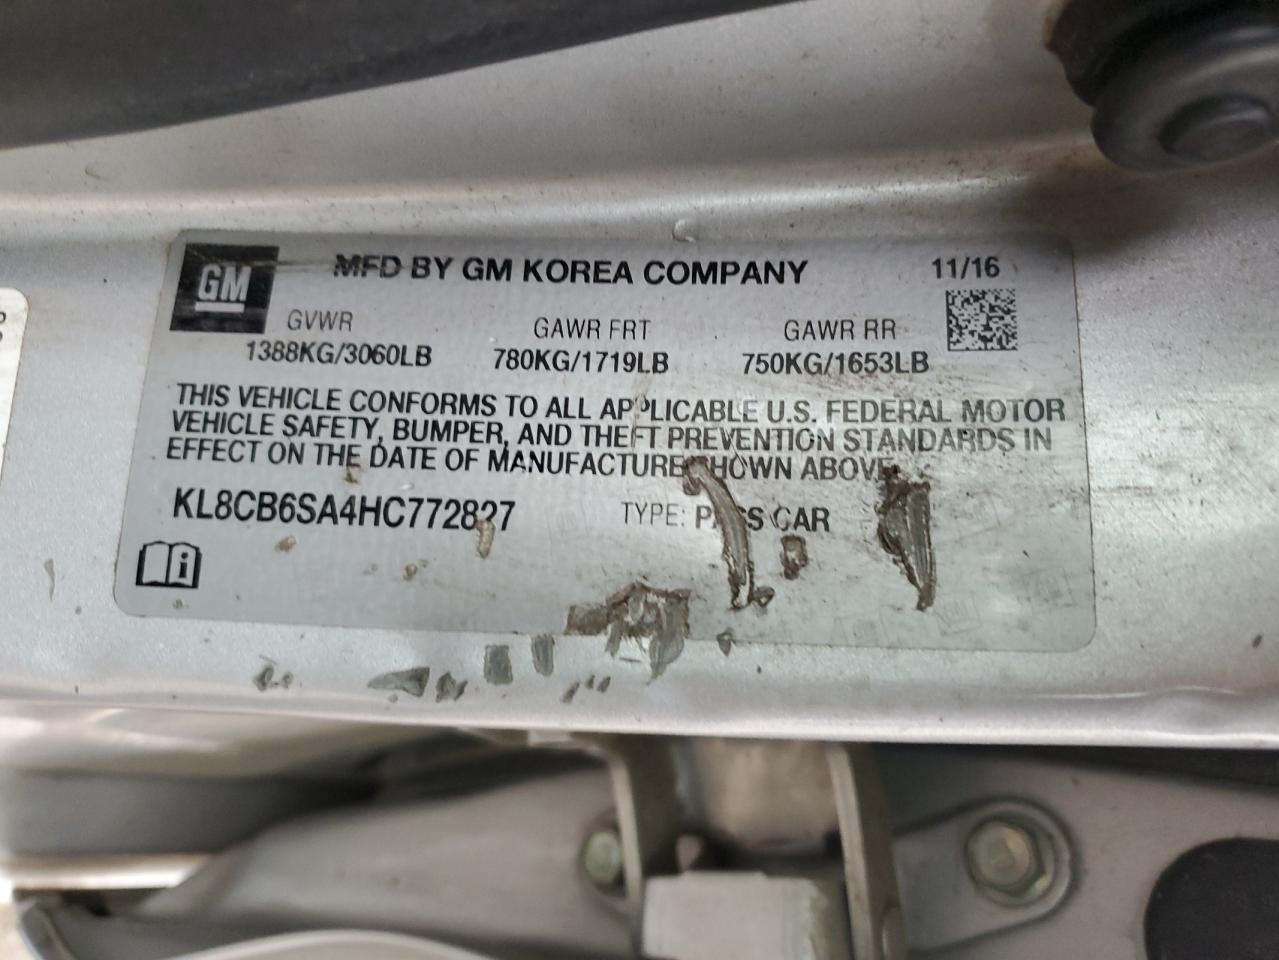 GM
MFD BY GM KOREA COMPANY 11/16
GVWR GAWR FRT GAWR RR
1388KG/3060LB 780KG/1719LB 750KG/1653LB
THIS VEHICLE CONFORMS TO ALL APPLICABLE U.S. FEDERAL MOTOR
VEHICLE SAFETY, BUMPER, AND THEFT PREVENTION STANDARDS IN
EFFECT ON THE DATE OF MANUFACTURE SHOWN ABOVE.
KL8CB6SA4HC772827 TYPE: PASS CAR